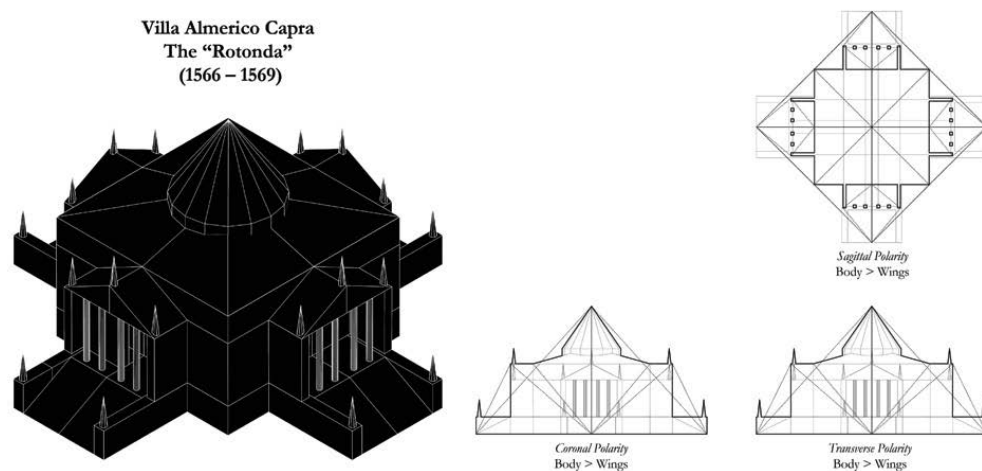 Villa Almerico Capra
The “Rotonda”
(1566 – 1569)
Sagittal Polarity
Body > Wings
Coronal Polarity
Body > Wings
Transverse Polarity
Body > Wings